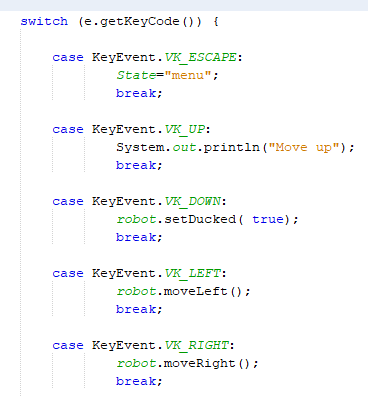 switch (e.getKeyCode()) {
case KeyEvent.VK_ESCAPE:
State="menu";
break;
case KeyEvent.VK_UP:
System.out.println("Move up");
break;
case KeyEvent.VK_DOWN:
robot.setDucked( true);
break;
case KeyEvent.VK_LEFT:
robot.moveLeft();
break;
case KeyEvent.VK_RIGHT:
robot.moveRight();
break;